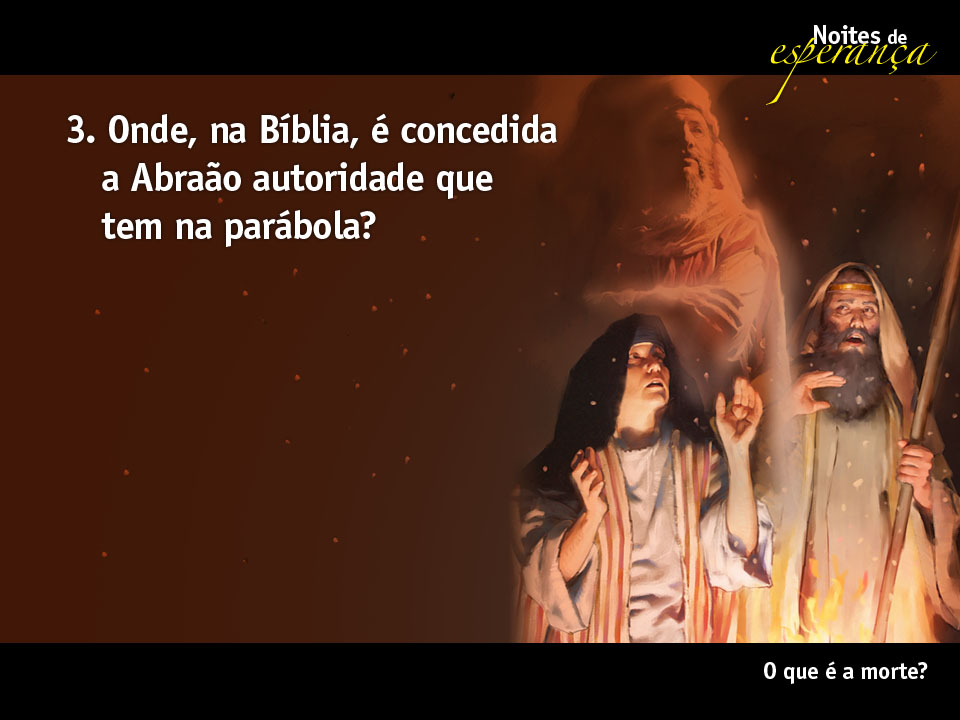 Noites de
esperança
3. Onde, na Bíblia, é concedida
a Abraão autoridade que
tem na parábola?
O que é a morte?